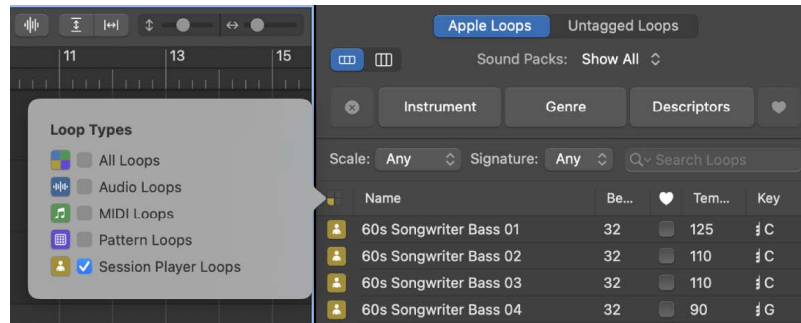 11 13 15
Loop Types
All Loops
Audio Loops
MIDI Loops
Pattern Loops
Session Player Loops
Apple Loops Untagged Loops
Sound Packs: Show All
Instrument Genre Descriptors
Scale: Any Signature: Any Search Loops
Name Be... Tem... Key
60s Songwriter Bass 01 32 125 C
60s Songwriter Bass 02 32 110 C
60s Songwriter Bass 03 32 110 C
60s Songwriter Bass 04 32 90 G